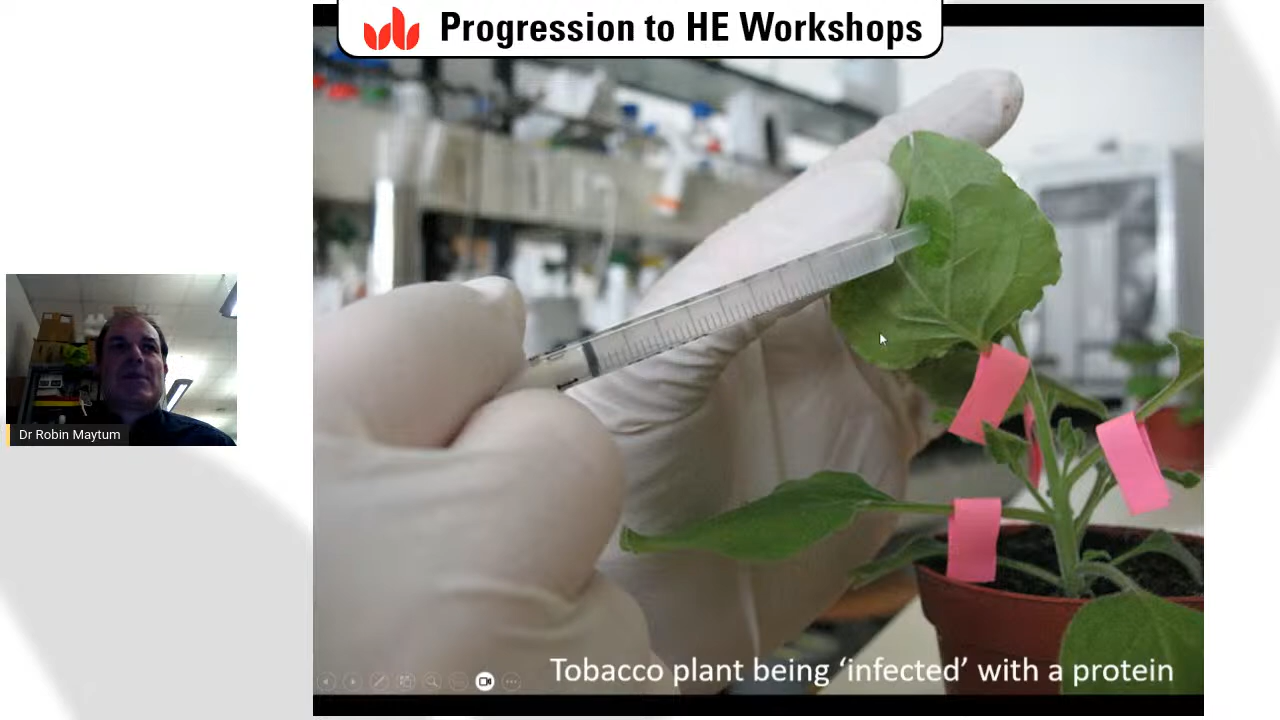 Progression to HE Workshops
Dr Robin Maytum
Tobacco plant being ‘infected’ with a protein